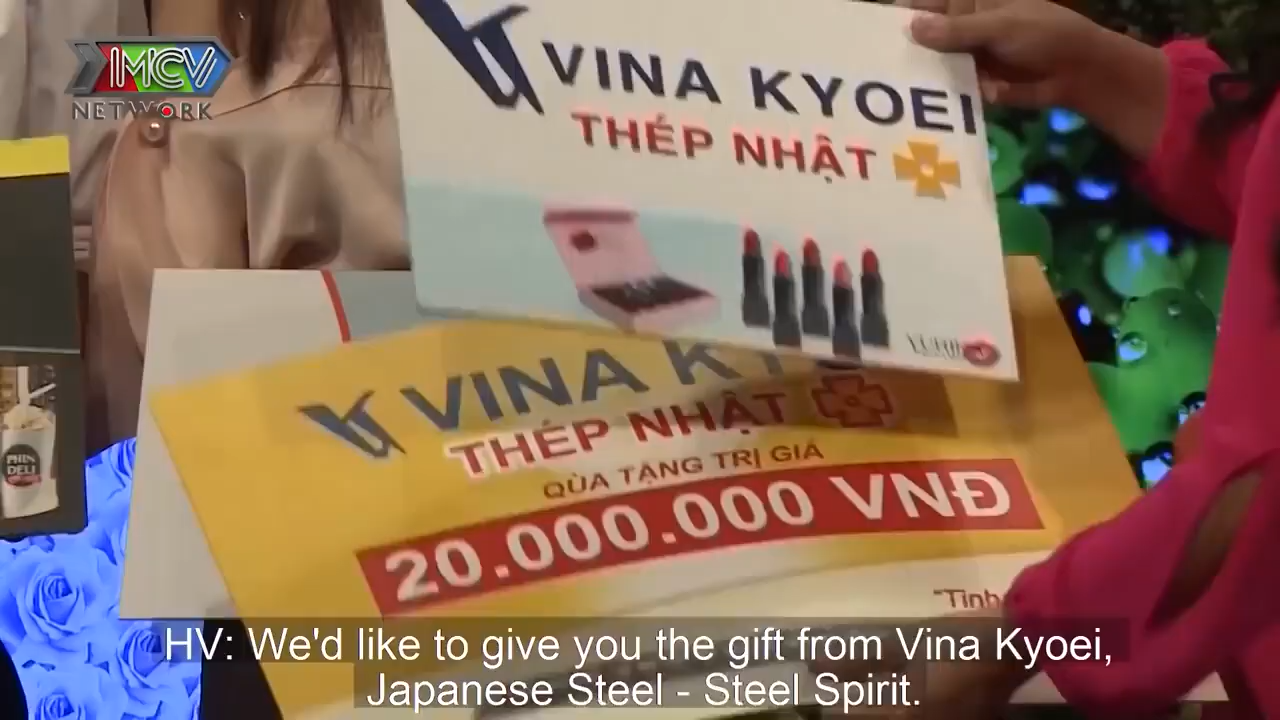 MCV
NETWORK
VINA KYOEI
THÉP NHẬT
VINA KYO
THÉP NHẬT
QÙA TẶNG TRỊ GIÁ
20.000.000 VNĐ
"Tinh
PHIN
DELI
HV: We'd like to give you the gift from Vina Kyoei,
Japanese Steel - Steel Spirit.